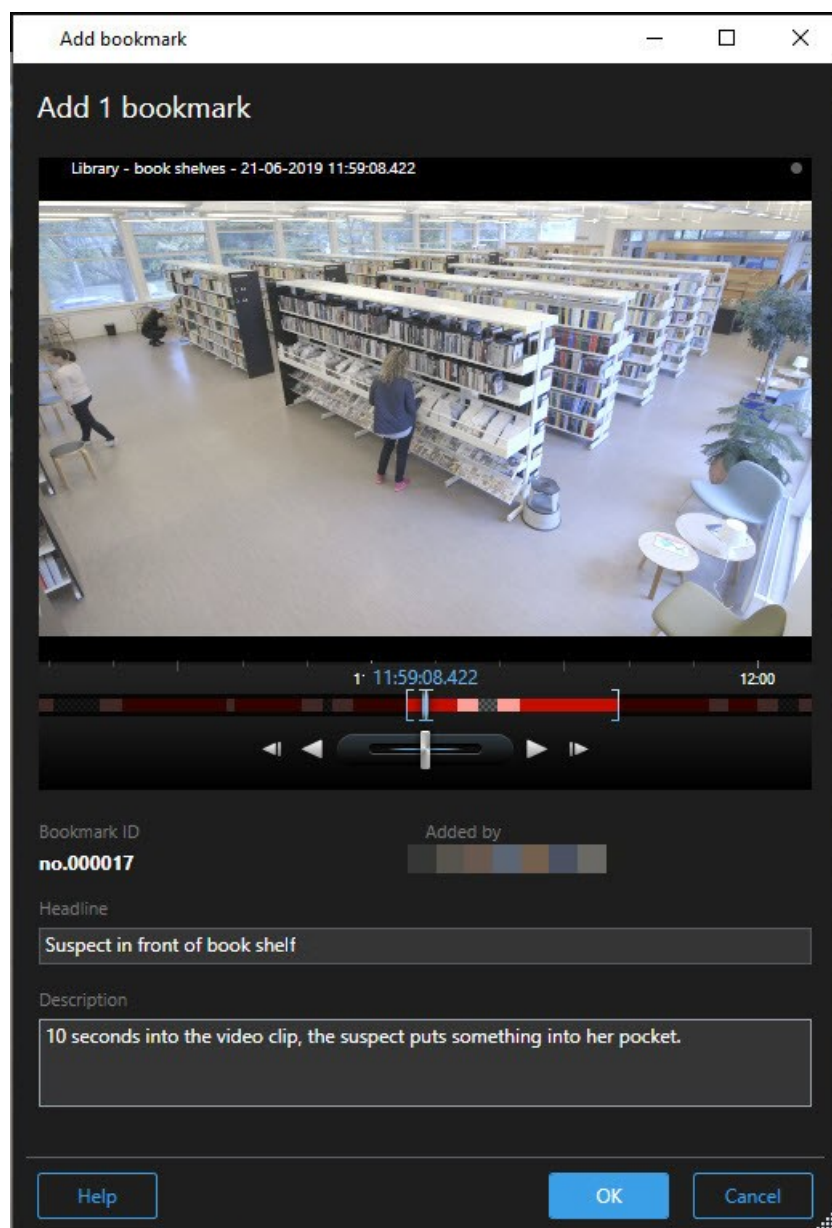 Add bookmark
Add 1 bookmark
Library - book shelves - 21-06-2019 11:59:08.422
11:59:08.422
12:00
Bookmark ID
Added by
no.000017
Headline
Suspect in front of book shelf
Description
10 seconds into the video clip, the suspect puts something into her pocket.
Help
OK
Cancel